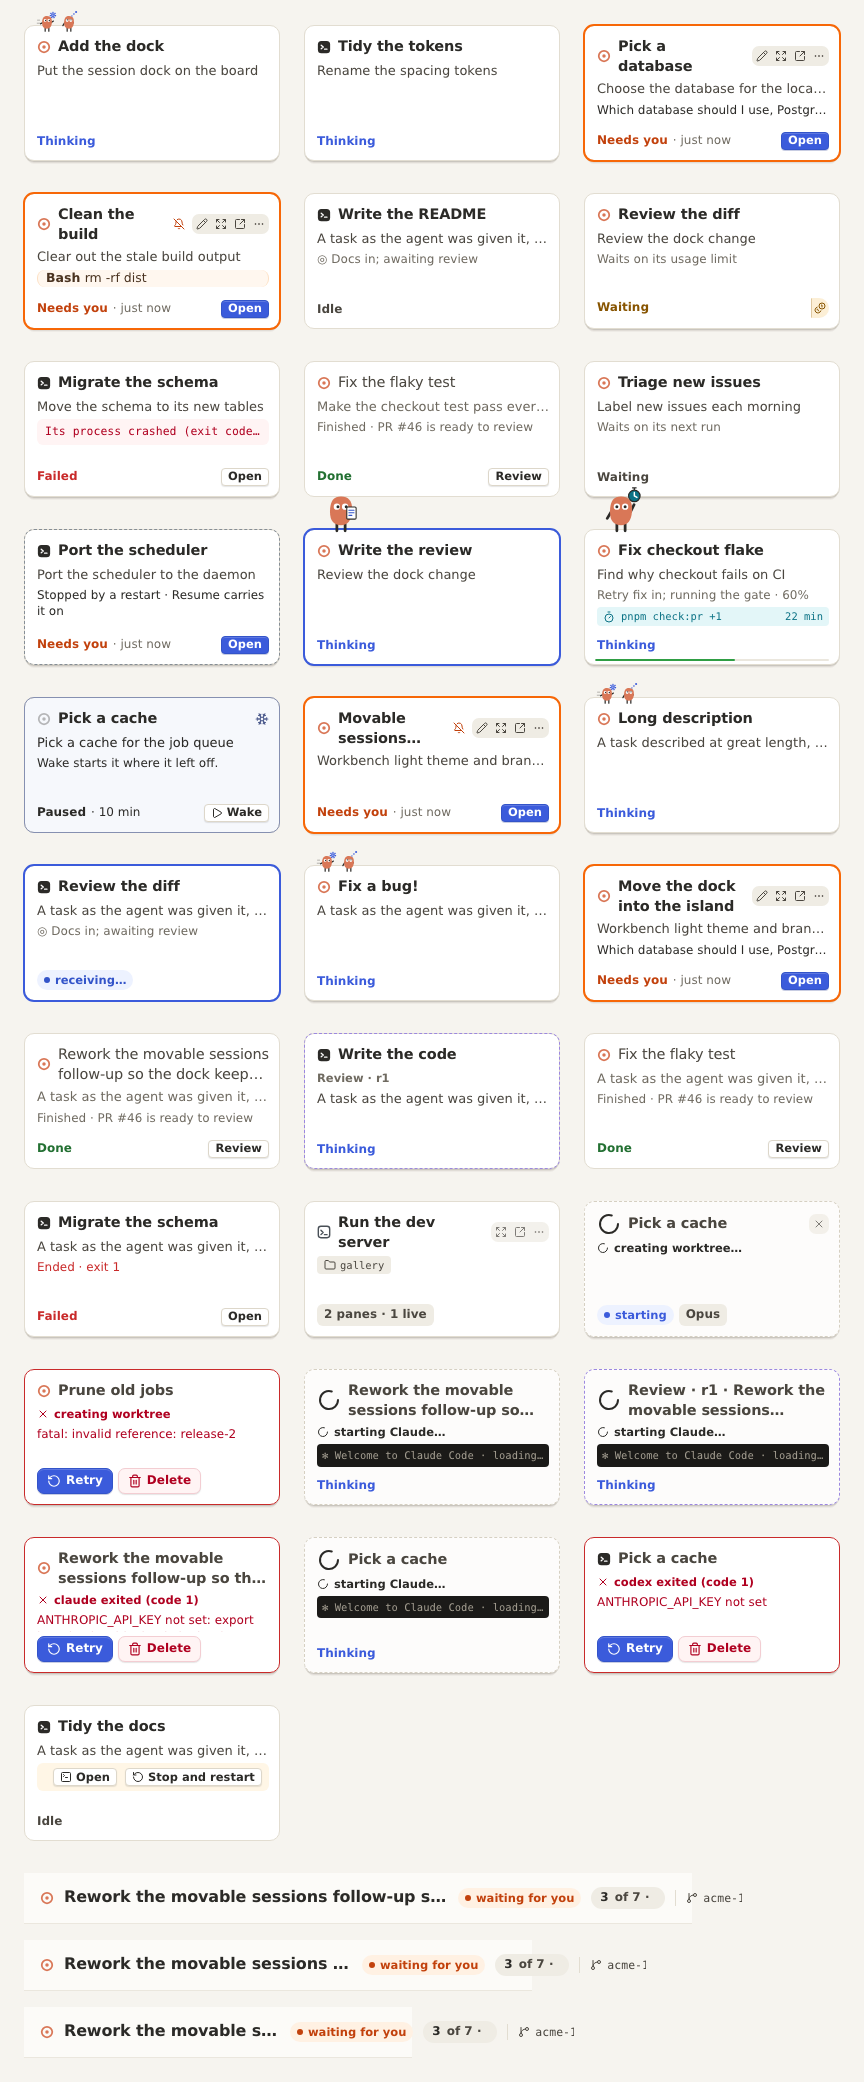 Add the dock
Put the session dock on the board
Thinking
Tidy the tokens
Rename the spacing tokens
Thinking
Pick a
database
Choose the database for the loca…
Which database should I use, Postgr…
Needs you · just now
Open
Clean the
build
Clear out the stale build output
Bash rm -rf dist
Needs you · just now
Open
Write the README
A task as the agent was given it, …
◎ Docs in; awaiting review
Idle
Review the diff
Review the dock change
Waits on its usage limit
Waiting
Migrate the schema
Move the schema to its new tables
Its process crashed (exit code…
Failed
Open
Fix the flaky test
Make the checkout test pass ever…
Finished · PR #46 is ready to review
Done
Review
Triage new issues
Label new issues each morning
Waits on its next run
Waiting
Port the scheduler
Port the scheduler to the daemon
Stopped by a restart · Resume carries
it on
Needs you · just now
Open
Write the review
Review the dock change
Thinking
Fix checkout flake
Find why checkout fails on CI
Retry fix in; running the gate · 60%
pnpm check:pr +1
22 min
Thinking
Pick a cache
Pick a cache for the job queue
Wake starts it where it left off.
Paused · 10 min
Wake
Movable
sessions…
Workbench light theme and bran…
Needs you · just now
Open
Long description
A task described at great length, …
Thinking
Review the diff
A task as the agent was given it, …
◎ Docs in; awaiting review
receiving…
Fix a bug!
A task as the agent was given it, …
Thinking
Move the dock
into the island
Workbench light theme and bran…
Which database should I use, Postgr…
Needs you · just now
Open
Rework the movable sessions
follow-up so the dock keep…
A task as the agent was given it, …
Finished · PR #46 is ready to review
Done
Review
Write the code
Review · r1
A task as the agent was given it, …
Thinking
Fix the flaky test
A task as the agent was given it, …
Finished · PR #46 is ready to review
Done
Review
Migrate the schema
A task as the agent was given it, …
Ended · exit 1
Failed
Open
Run the dev
server
gallery
2 panes · 1 live
Pick a cache
creating worktree…
starting
Opus
Prune old jobs
creating worktree
fatal: invalid reference: release-2
Retry
Delete
Rework the movable
sessions follow-up so…
starting Claude…
✻ Welcome to Claude Code · loading…
Thinking
Review · r1 · Rework the
movable sessions…
starting Claude…
✻ Welcome to Claude Code · loading…
Thinking
Rework the movable
sessions follow-up so th…
claude exited (code 1)
ANTHROPIC_API_KEY not set: export
Retry
Delete
Pick a cache
starting Claude…
✻ Welcome to Claude Code · loading…
Thinking
Pick a cache
codex exited (code 1)
ANTHROPIC_API_KEY not set
Retry
Delete
Tidy the docs
A task as the agent was given it, …
Open
Stop and restart
Idle
Rework the movable sessions follow-up s…
waiting for you
3 of 7 ·
acme-
Rework the movable sessions …
waiting for you
3 of 7 ·
acme-
Rework the movable s…
waiting for you
3 of 7 ·
acme-